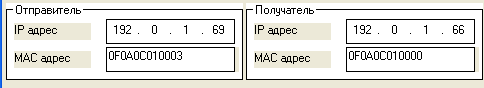 Отправитель
IP адрес 192 . 0 . 1 . 69
MAC адрес 0F0A0C010003
Получатель
IP адрес 192 . 0 . 1 . 66
MAC адрес 0F0A0C010000